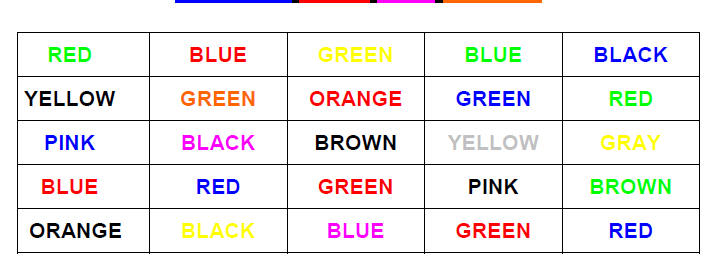 RED BLUE GREEN BLUE BLACK
YELLOW GREEN ORANGE GREEN RED
PINK BLACK BROWN YELLOW GRAY
BLUE RED GREEN PINK BROWN
ORANGE BLACK BLUE GREEN RED